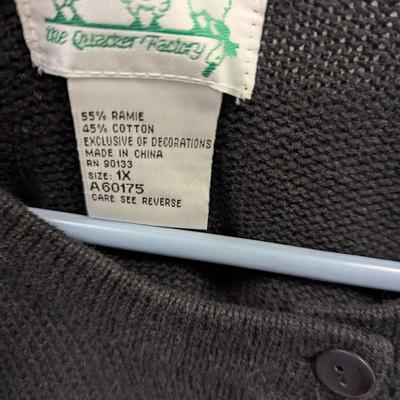 the Quacker Factory
55% RAMIE
45% COTTON
EXCLUSIVE OF DECORATIONS
MADE IN CHINA
RN 90133
SIZE: 1X
A60175
CARE SEE REVERSE